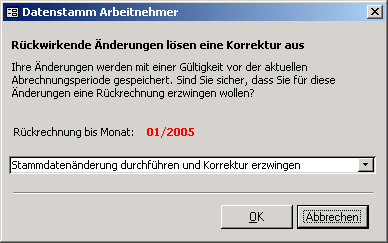 Datenstamm Arbeitnehmer
Rückwirkende Änderungen lösen eine Korrektur aus
Ihre Änderungen werden mit einer Gültigkeit vor der aktuellen
Abrechnungsperiode gespeichert. Sind Sie sicher, dass Sie für diese
Änderungen eine Rückrechnung erzwingen wollen?
Rückrechnung bis Monat: 01/2005
Stammdatenänderung durchführen und Korrektur erzwingen
OK Abbrechen